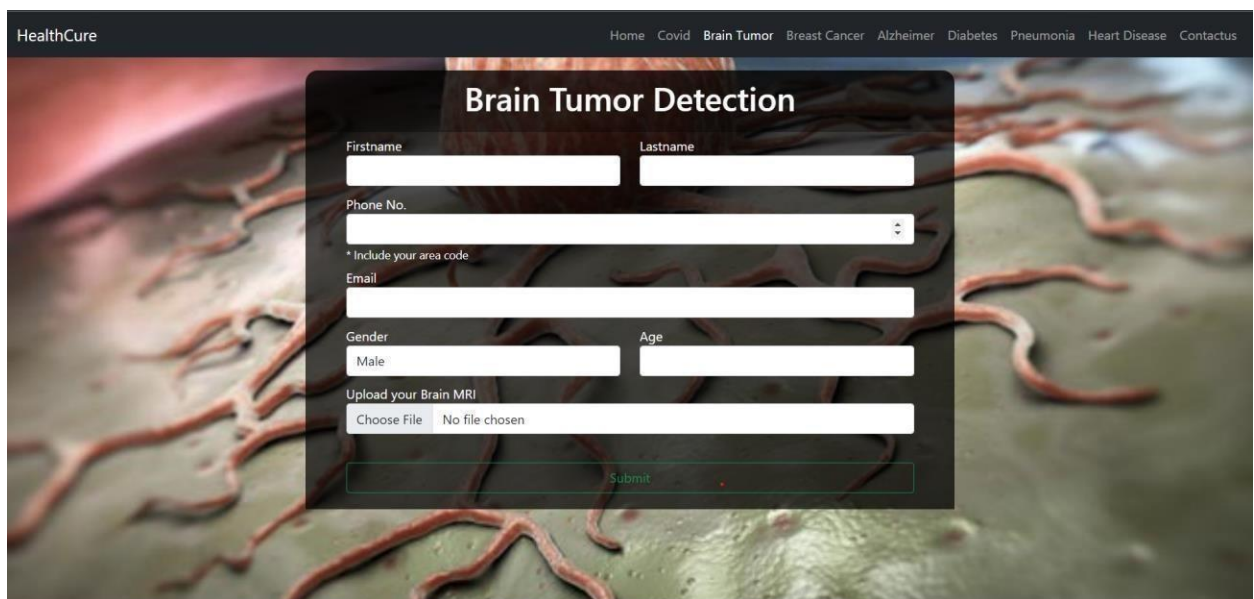 HealthCure Home Covid Brain Tumor Breast Cancer Alzheimer Diabetes Pneumonia Heart Disease Contactus
Brain Tumor Detection
Firstname Lastname
Phone No.
* Include your area code
Email
Gender Age
Male
Upload your Brain MRI
Choose File No file chosen
Submit